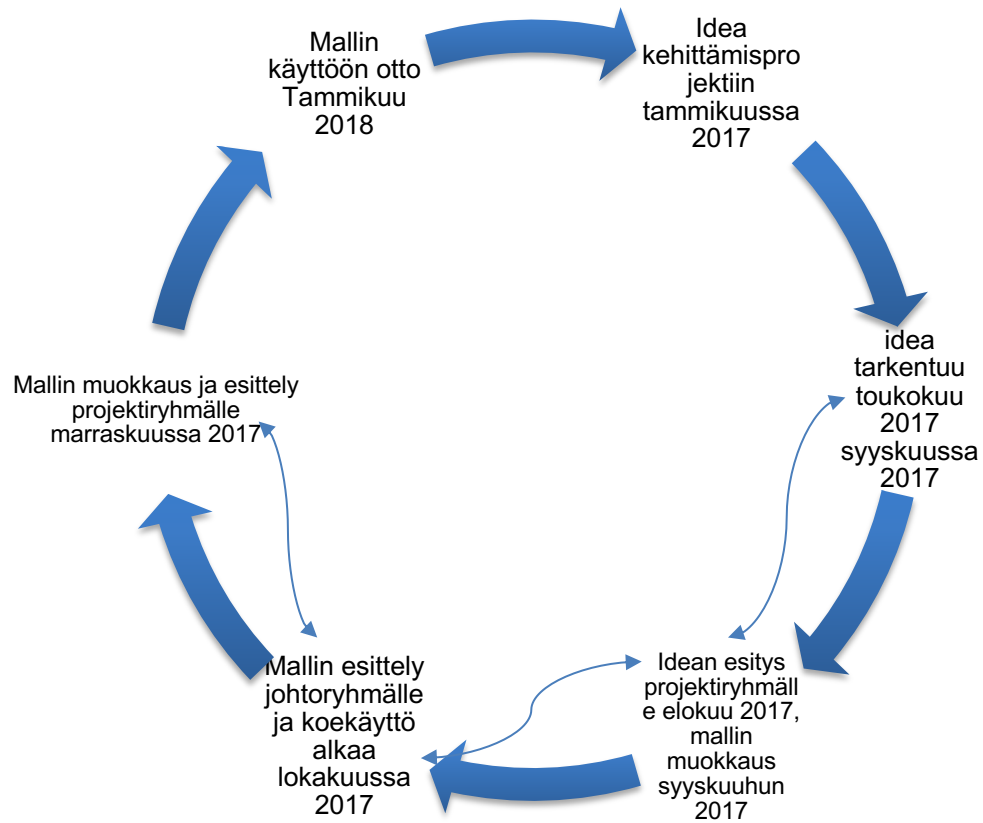 Mallin
käyttöön otto
Tammikuu
2018
Idea
kehittämispro
jektiin
tammikuussa
2017
idea
tarkentuu
toukokuu
2017
syyskuussa
2017
Idean esitys
projektiryhmäll
e elokuu 2017,
mallin
muokkaus
syyskuuhun
2017
Mallin esittely
johtoryhmälle
ja koekäyttö
alkaa
lokakuussa
2017
Mallin muokkaus ja esittely
projektiryhmälle
marraskuussa 2017